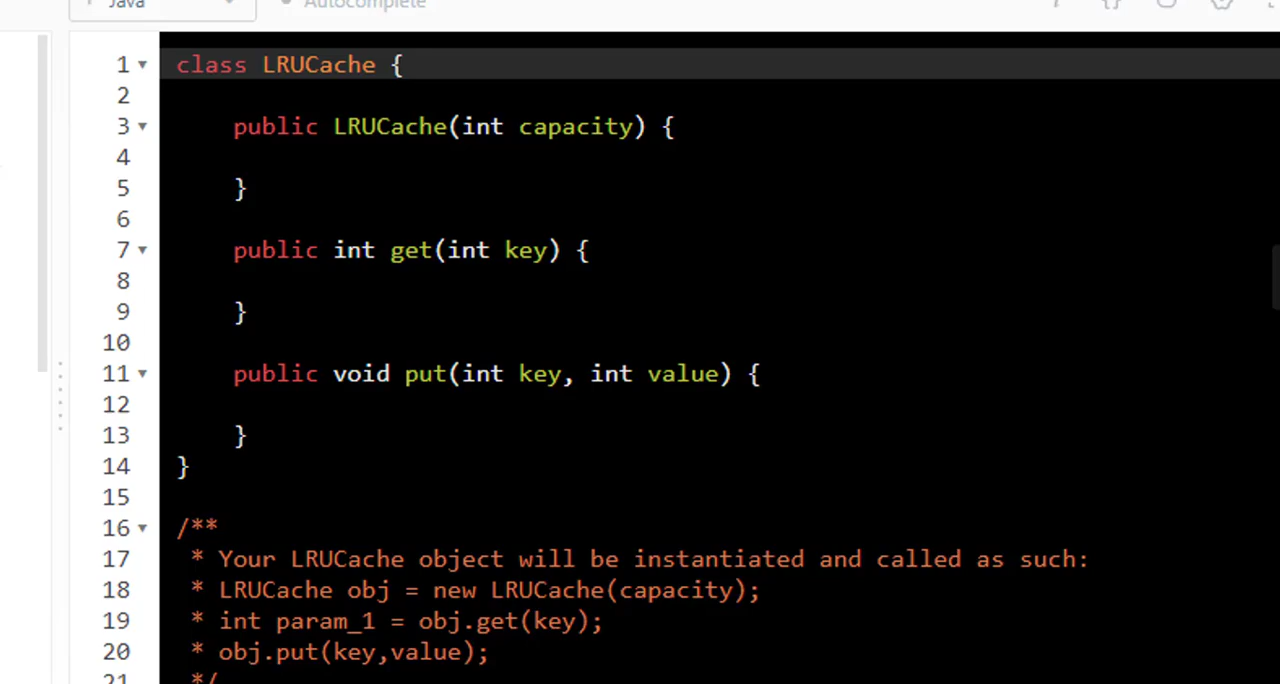 Java Autocomplete
1 class LRUCache {
2
3 public LRUCache(int capacity) {
4
5 }
6
7 public int get(int key) {
8
9 }
10
11 public void put(int key, int value) {
12
13 }
14 }
15
16 /**
17 * Your LRUCache object will be instantiated and called as such:
18 * LRUCache obj = new LRUCache(capacity);
19 * int param_1 = obj.get(key);
20 * obj.put(key,value);
21 */